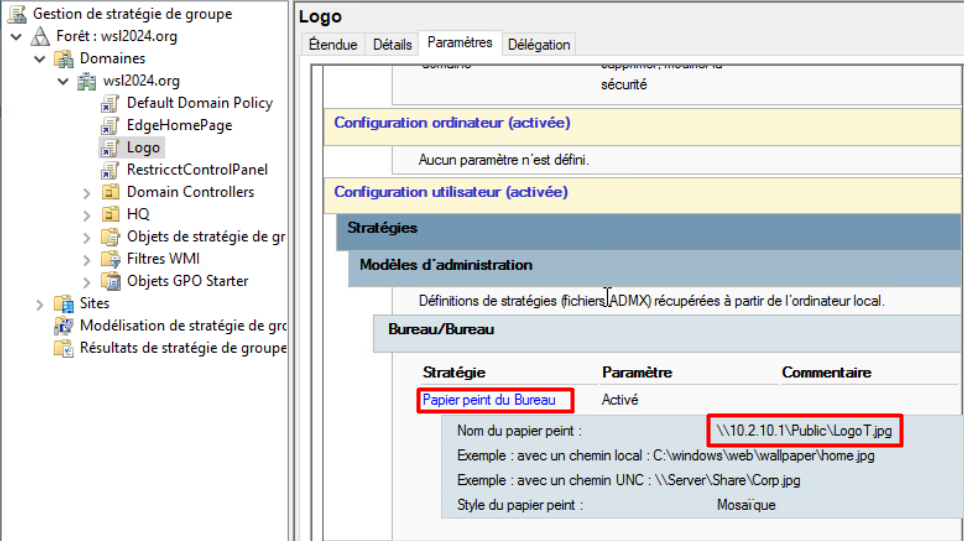 Gestion de stratégie de groupe
Forêt : wsl2024.org
Domaines
wsl2024.org
Default Domain Policy
EdgeHomePage
Logo
RestricctControlPanel
Domain Controllers
HQ
Objets de stratégie de gr
Filtres WMI
Objets GPO Starter
Sites
Modélisation de stratégie de gro
Résultats de stratégie de groupe
Logo
Étendue Détails Paramètres Délégation
sécurité
Configuration ordinateur (activée)
Aucun paramètre n'est défini.
Configuration utilisateur (activée)
Stratégies
Modèles d'administration
Définitions de stratégies (fichiers ADMX) récupérées à partir de l'ordinateur local.
Bureau/Bureau
Stratégie Paramètre Commentaire
Papier peint du Bureau Activé
Nom du papier peint : \\10.2.10.1\Public\LogoT.jpg
Exemple : avec un chemin local : C:\windows\web\wallpaper\home.jpg
Exemple : avec un chemin UNC : \\Server\Share\Corp.jpg
Style du papier peint : Mosaïque